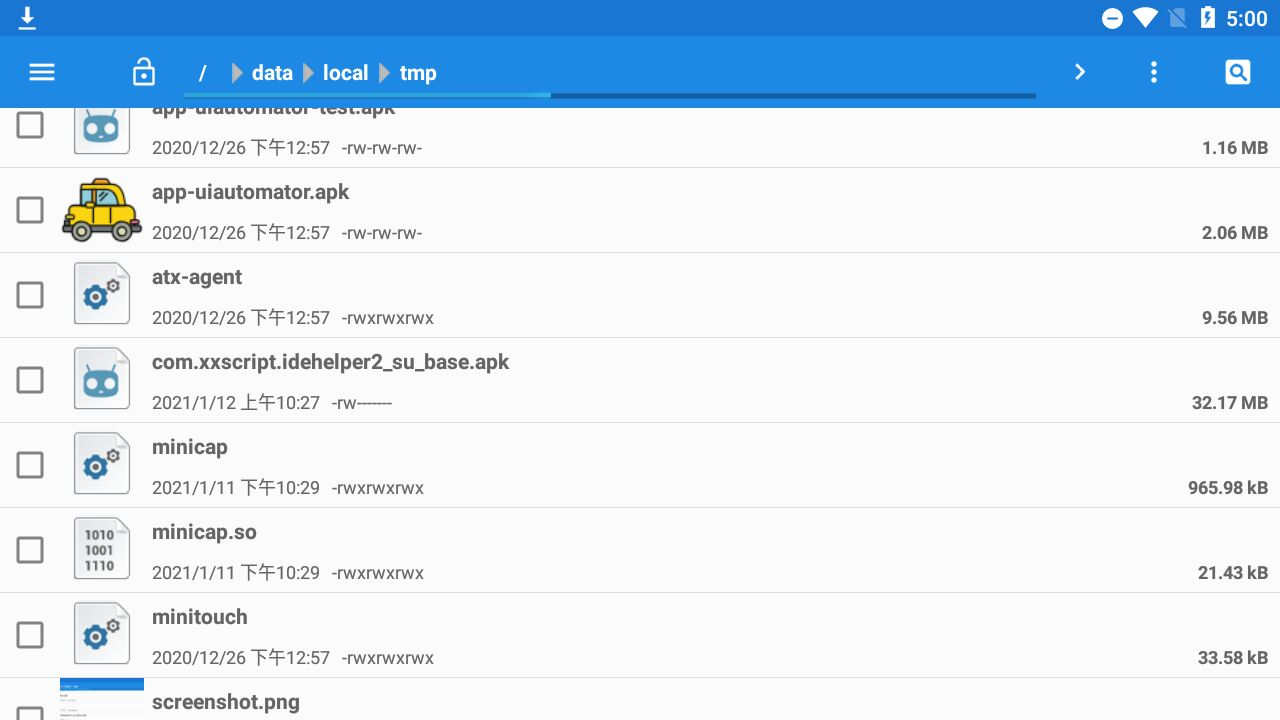 5:00
/ data local tmp
app-uiautomator-test.apk
2020/12/26 下午12:57 -rw-rw-rw- 1.16 MB
app-uiautomator.apk
2020/12/26 下午12:57 -rw-rw-rw- 2.06 MB
atx-agent
2020/12/26 下午12:57 -rwxrwxrwx 9.56 MB
com.xxscript.idehelper2_su_base.apk
2021/1/12 上午10:27 -rw------- 32.17 MB
minicap
2021/1/11 下午10:29 -rwxrwxrwx 965.98 kB
1010
1001
1110
minicap.so
2021/1/11 下午10:29 -rwxrwxrwx 21.43 kB
minitouch
2020/12/26 下午12:57 -rwxrwxrwx 33.58 kB
screenshot.png